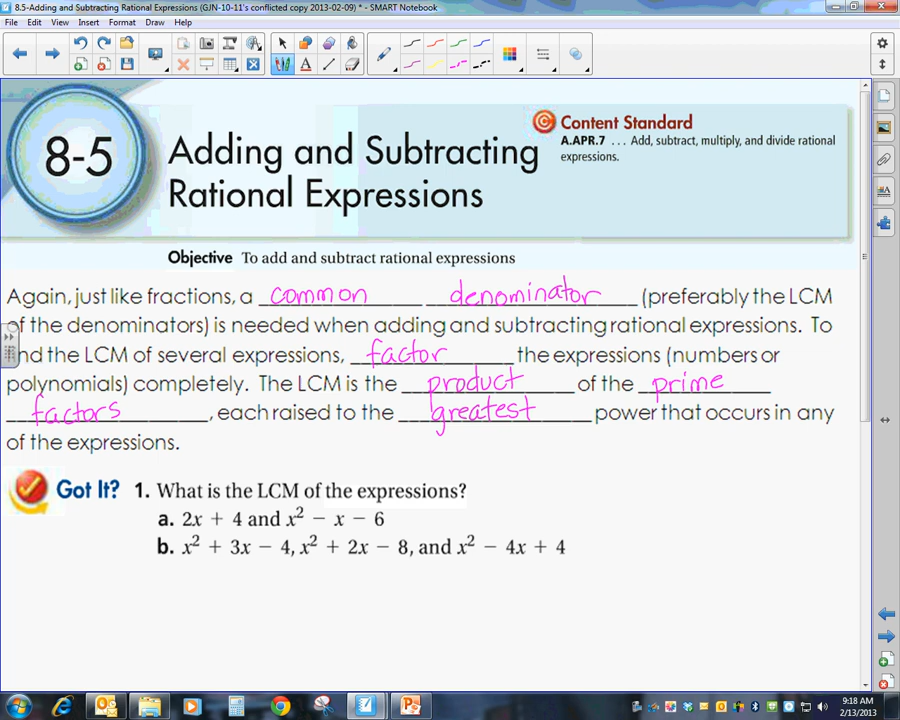 8.5-Adding and Subtracting Rational Expressions (GJN-10-11's conflicted copy 2013-02-09) * - SMART Notebook
File Edit View Insert Format Draw Help
8-5
Adding and Subtracting
Rational Expressions
Content Standard
A.APR.7 ... Add, subtract, multiply, and divide rational
expressions.
Objective To add and subtract rational expressions
Again, just like fractions, a common denominator (preferably the LCM
of the denominators) is needed when adding and subtracting rational expressions. To
nd the LCM of several expressions, factor the expressions (numbers or
polynomials) completely. The LCM is the product of the prime
factors, each raised to the greatest power that occurs in any
of the expressions.
Got It? 1. What is the LCM of the expressions?
a. 2x + 4 and x² − x − 6
b. x² + 3x − 4, x² + 2x − 8, and x² − 4x + 4
9:18 AM
2/13/2013